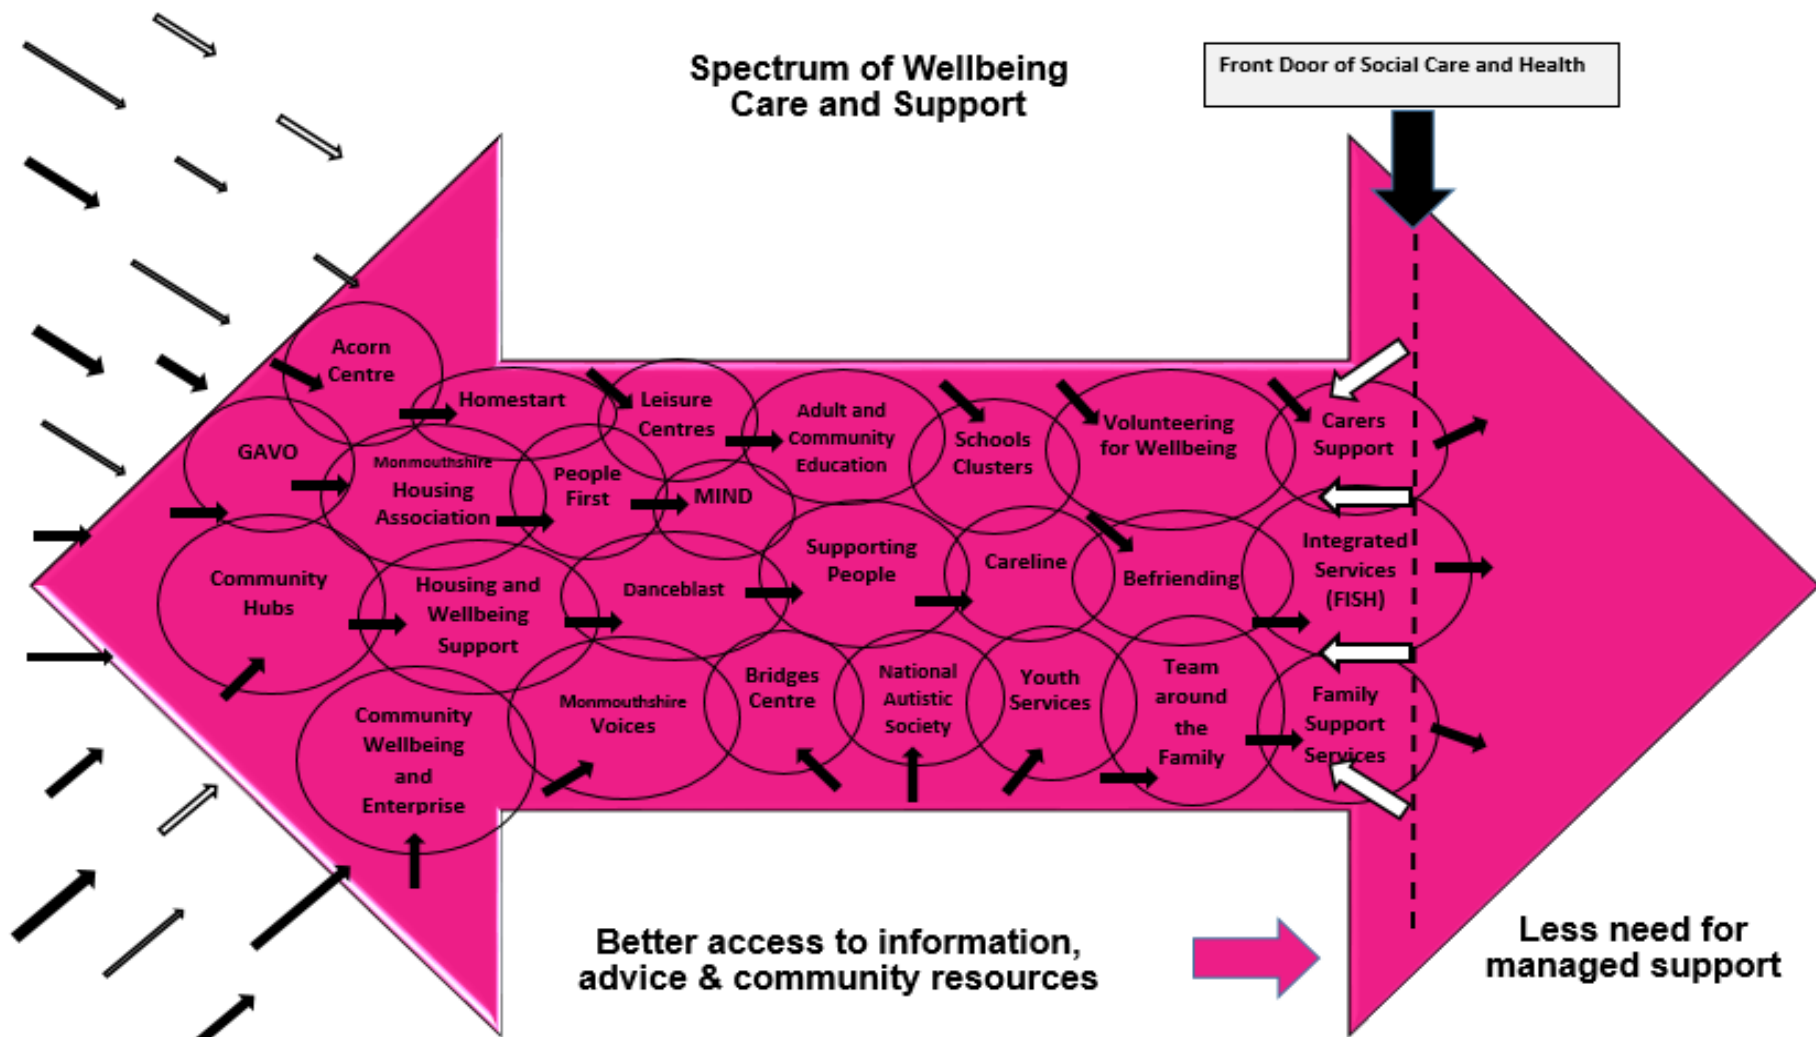 Spectrum of Wellbeing
Care and Support
Front Door of Social Care and Health
Acorn
Centre
Homestart
Leisure
Centres
Adult and
Community
Education
Schools
Clusters
Volunteering
for Wellbeing
Carers
Support
GAVO
Monmouthshire
Housing
Association
People
First
MIND
Community
Hubs
Housing and
Wellbeing
Support
Danceblast
Supporting
People
Careline
Befriending
Integrated
Services
(FISH)
Community
Wellbeing
and
Enterprise
Monmouthshire
Voices
Bridges
Centre
National
Autistic
Society
Youth
Services
Team
around
the
Family
Family
Support
Services
Better access to information,
advice & community resources
Less need for
managed support